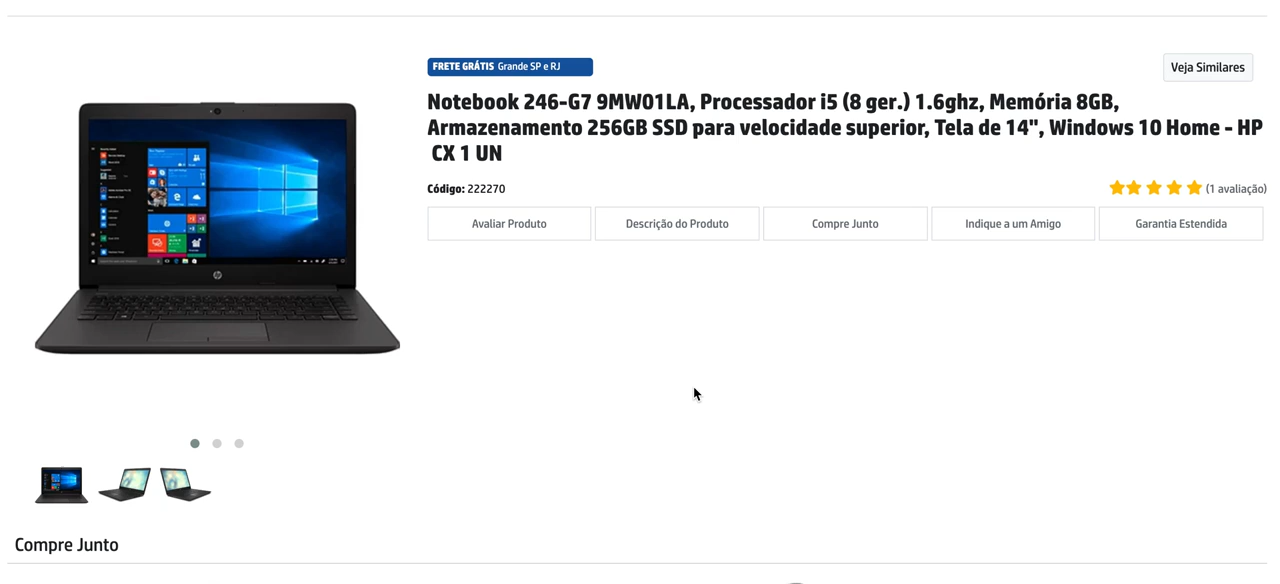 FRETE GRÁTIS Grande SP e RJ
Veja Similares
Notebook 246-G7 9MW01LA, Processador i5 (8 ger.) 1.6ghz, Memória 8GB,
Armazenamento 256GB SSD para velocidade superior, Tela de 14", Windows 10 Home - HP
CX 1 UN
Código: 222270
(1 avaliação)
Avaliar Produto
Descrição do Produto
Compre Junto
Indique a um Amigo
Garantia Estendida
hp
Compre Junto